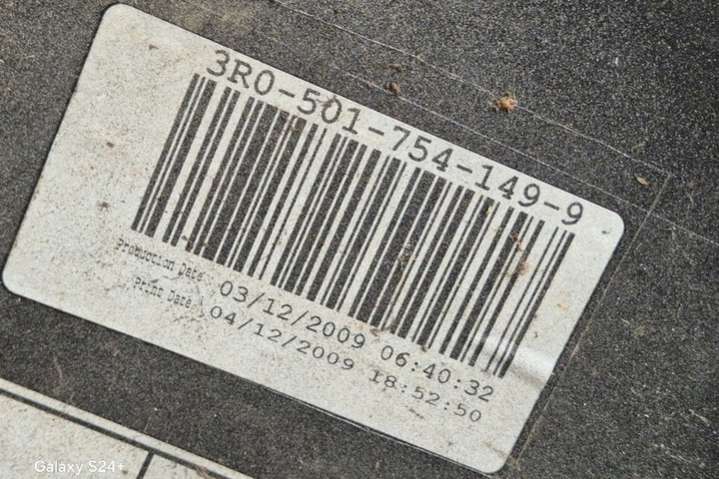 3R0-501-754-149-9
Production Date 03/12/2009 06:40:32
Print Date 04/12/2009 18:52:50
Galaxy S24+